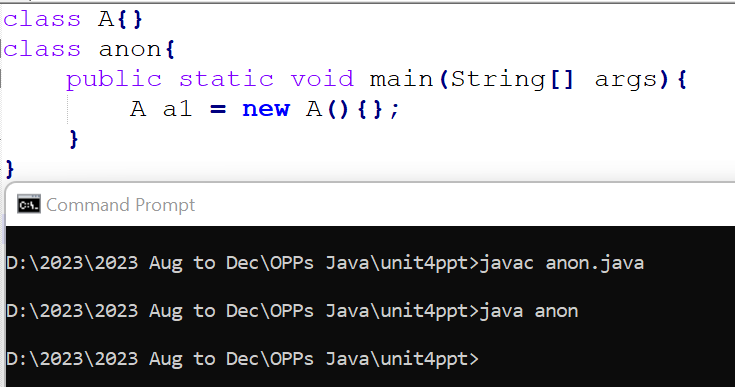 class A{}
class anon{
public static void main(String[] args){
A a1 = new A(){};
}
}
C:\.
Command Prompt
D:\2023\2023 Aug to Dec\OPPs Java\unit4ppt>javac anon.java
D:\2023\2023 Aug to Dec\OPPs Java\unit4ppt>java anon
D:\2023\2023 Aug to Dec\OPPs Java\unit4ppt>